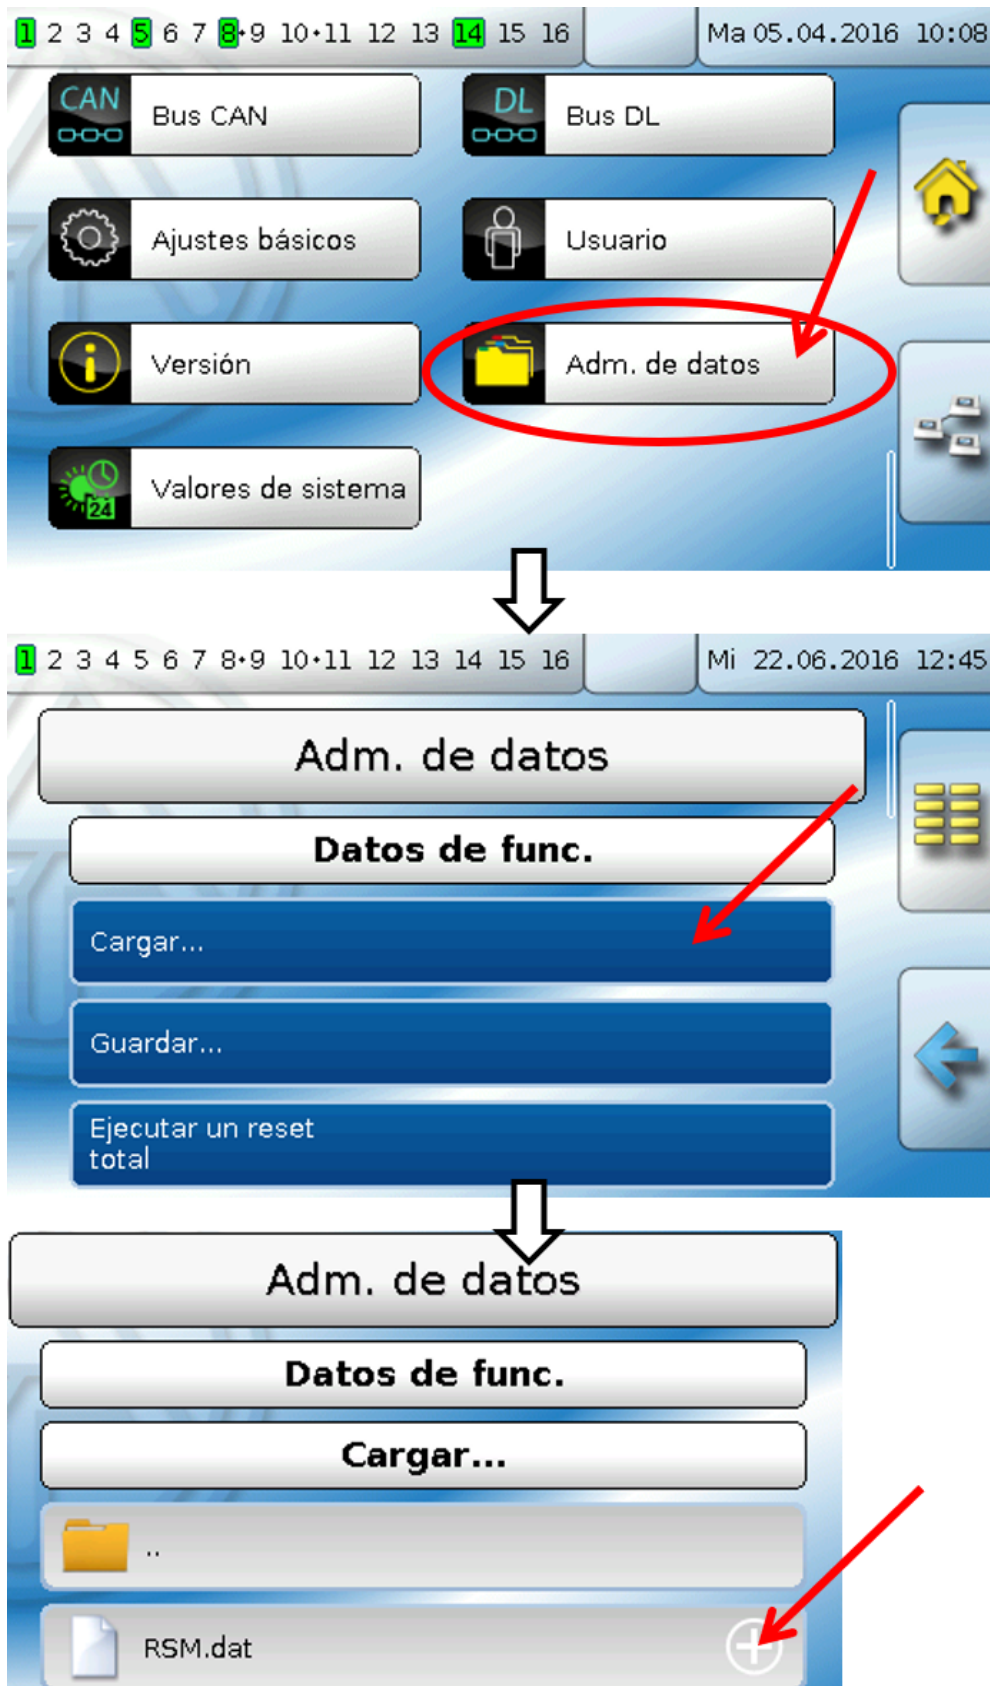 1 2 3 4 5 6 7 8•9 10•11 12 13 14 15 16
Ma 05.04.2016 10:08
CAN
Bus CAN
DL
Bus DL
Ajustes básicos
Usuario
Versión
Adm. de datos
24
Valores de sistema
1 2 3 4 5 6 7 8•9 10•11 12 13 14 15 16
Mi 22.06.2016 12:45
Adm. de datos
Datos de func.
Cargar...
Guardar...
Ejecutar un reset
total
Adm. de datos
Datos de func.
Cargar...
..
RSM.dat